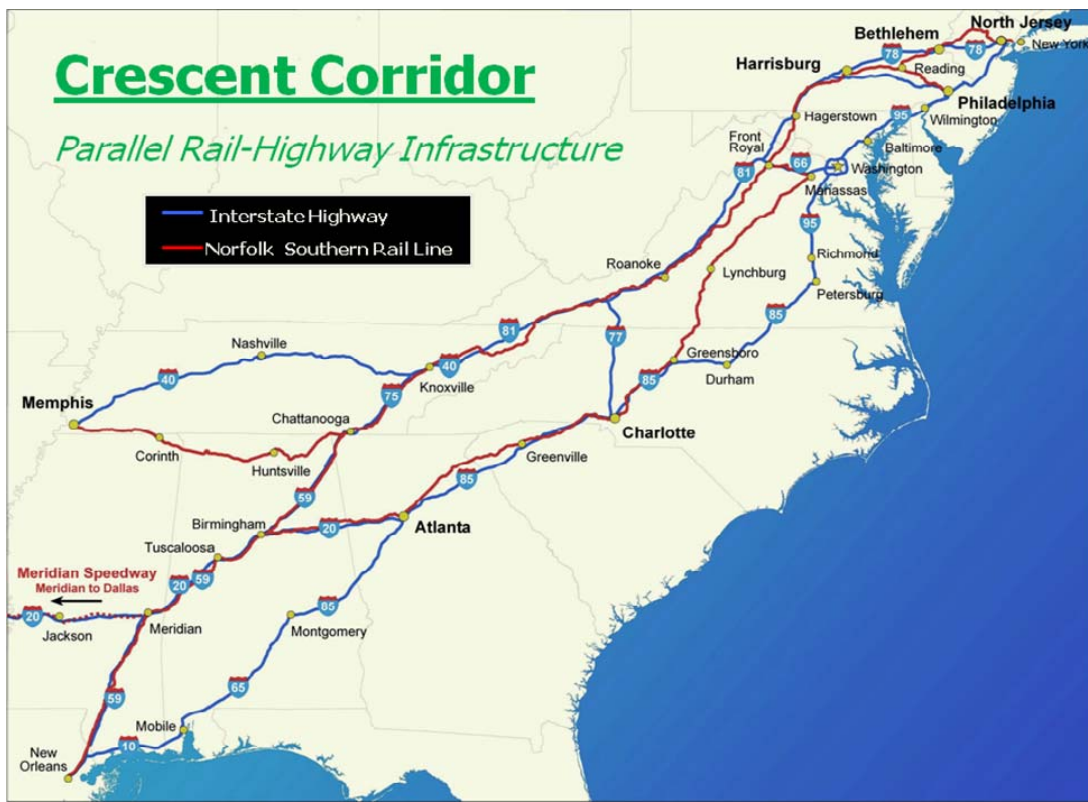 Crescent Corridor
Parallel Rail-Highway Infrastructure
Interstate Highway
Norfolk Southern Rail Line
North Jersey
Bethlehem
78
78
New York
Harrisburg
Reading
Philadelphia
Hagerstown
95
Wilmington
Front
Royal
Baltimore
81
66
Washington
Manassas
95
Roanoke
Lynchburg
Richmond
Petersburg
81
77
85
Nashville
40
40
Knoxville
Greensboro
85
Durham
75
Memphis
Chattanooga
Charlotte
Corinth
Huntsville
Greenville
85
59
Birmingham
20
Atlanta
Tuscaloosa
Meridian Speedway
Meridian to Dallas
20
59
85
20
Jackson
Meridian
Montgomery
59
65
Mobile
10
New
Orleans